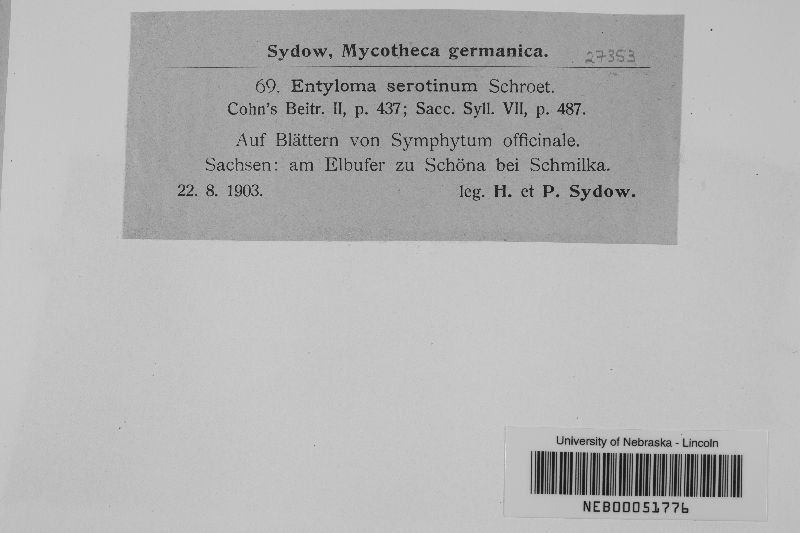 Sydow, Mycotheca germanica. 27353
69. Entyloma serotinum Schroet.
Cohn's Beitr. II, p. 437; Sacc. Syll. VII, p. 487.
Auf Blättern von Symphytum officinale.
Sachsen: am Elbufer zu Schöna bei Schmilka.
22. 8. 1903. leg. H. et P. Sydow.
University of Nebraska - Lincoln
NEB00051776